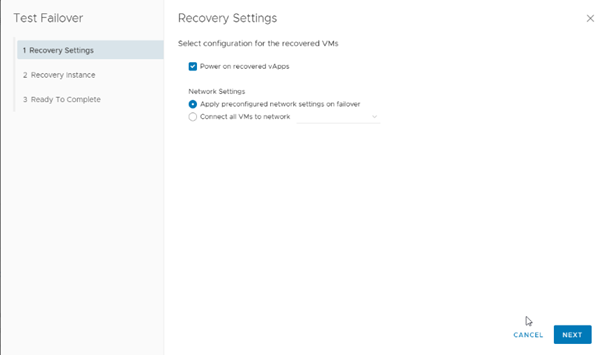 Test Failover
1 Recovery Settings
2 Recovery Instance
3 Ready To Complete
Recovery Settings
Select configuration for the recovered VMs
Power on recovered vApps
Network Settings
Apply preconfigured network settings on failover
Connect all VMs to network
CANCEL
NEXT